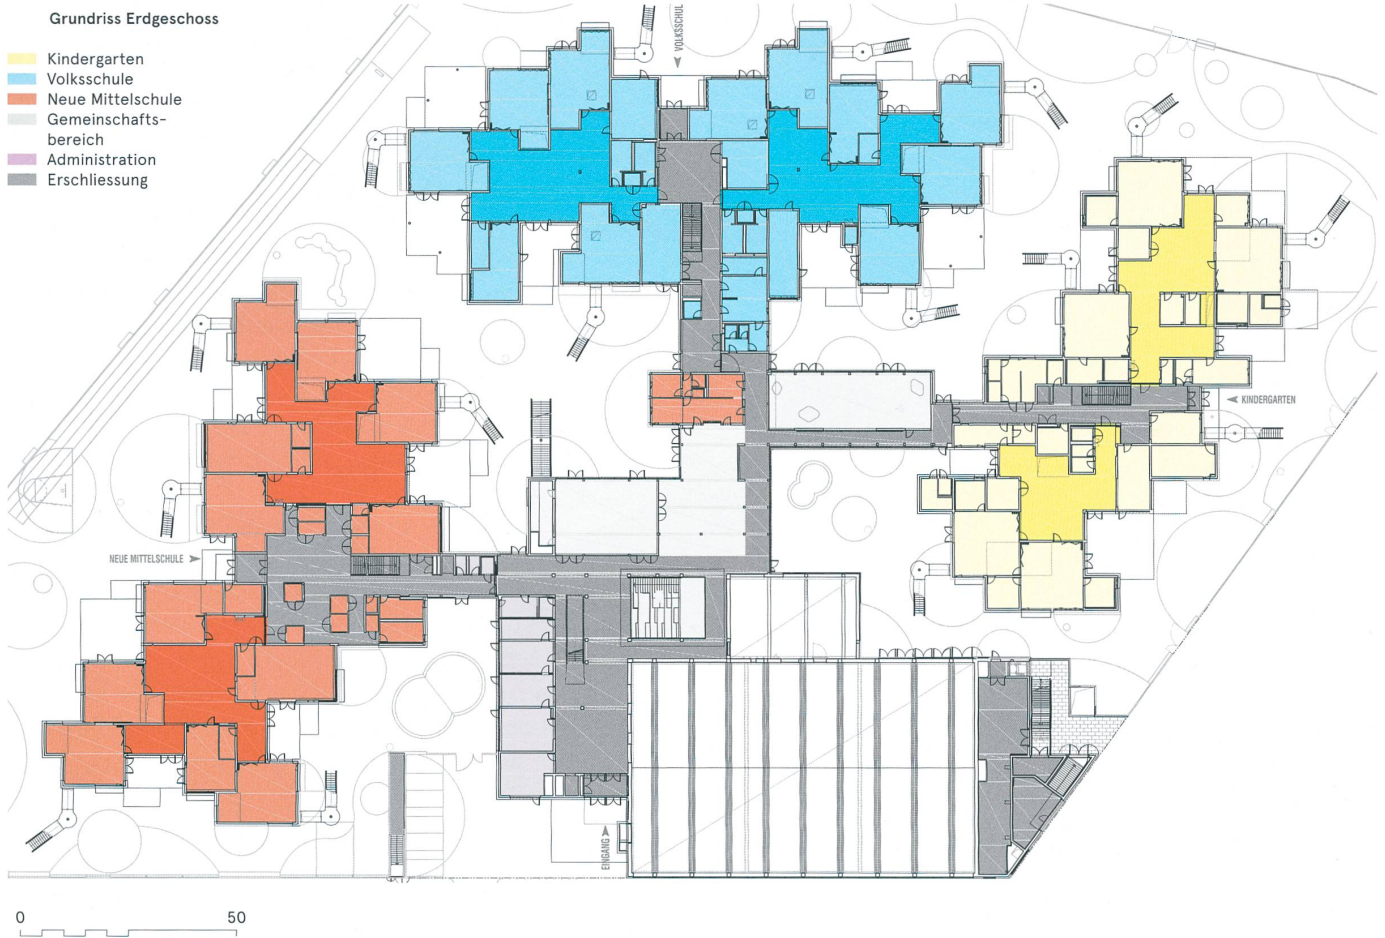 Grundriss Erdgeschoss
Kindergarten
Volksschule
Neue Mittelschule
Gemeinschafts-
bereich
Administration
Erschliessung
VOLKSSCHUL
KINDERGARTEN
NEUE MITTELSCHULE
EINGANG
0 50